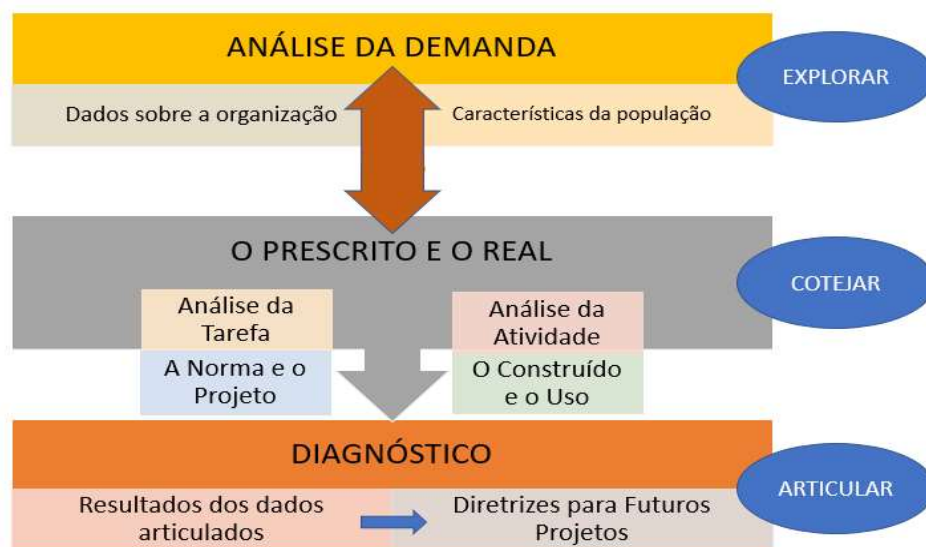 ANÁLISE DA DEMANDA
EXPLORAR
Dados sobre a organização
Características da população
O PRESCRITO E O REAL
COTEJAR
Análise da
Tarefa
Análise da
Atividade
A Norma e o
Projeto
O Construído
e o Uso
DIAGNÓSTICO
ARTICULAR
Resultados dos dados
articulados
Diretrizes para Futuros
Projetos